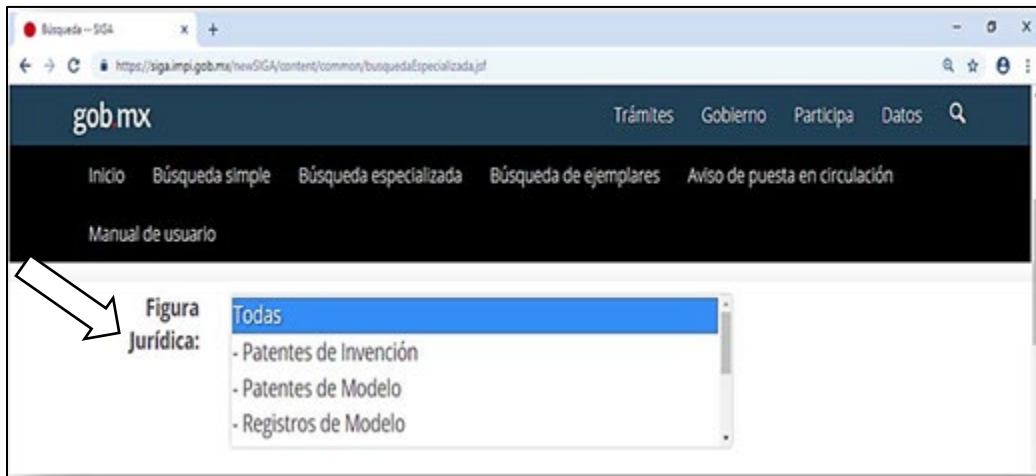 Búsqueda – SIGA
https://siga.impi.gob.mx/newSIGA/content/common/busquedaEspecializada.jsf
gob.mx Trámites Gobierno Participa Datos
Inicio Búsqueda simple Búsqueda especializada Búsqueda de ejemplares Aviso de puesta en circulación
Manual de usuario
Figura Jurídica:
Todas
- Patentes de Invención
- Patentes de Modelo
- Registros de Modelo